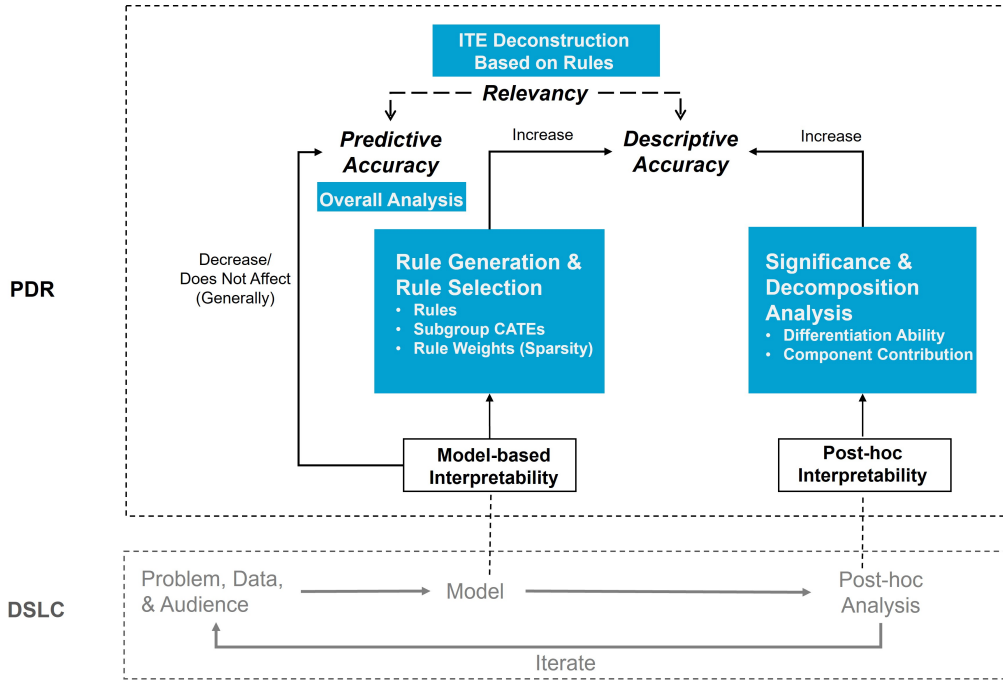 ITE Deconstruction
Based on Rules
Relevancy
Predictive
Accuracy
Increase
Descriptive
Accuracy
Increase
Overall Analysis
Decrease/
Does Not Affect
(Generally)
PDR
Rule Generation &
Rule Selection
• Rules
• Subgroup CATEs
• Rule Weights (Sparsity)
Significance &
Decomposition
Analysis
• Differentiation Ability
• Component Contribution
Model-based
Interpretability
Post-hoc
Interpretability
DSLC
Problem, Data,
& Audience
Model
Post-hoc
Analysis
Iterate